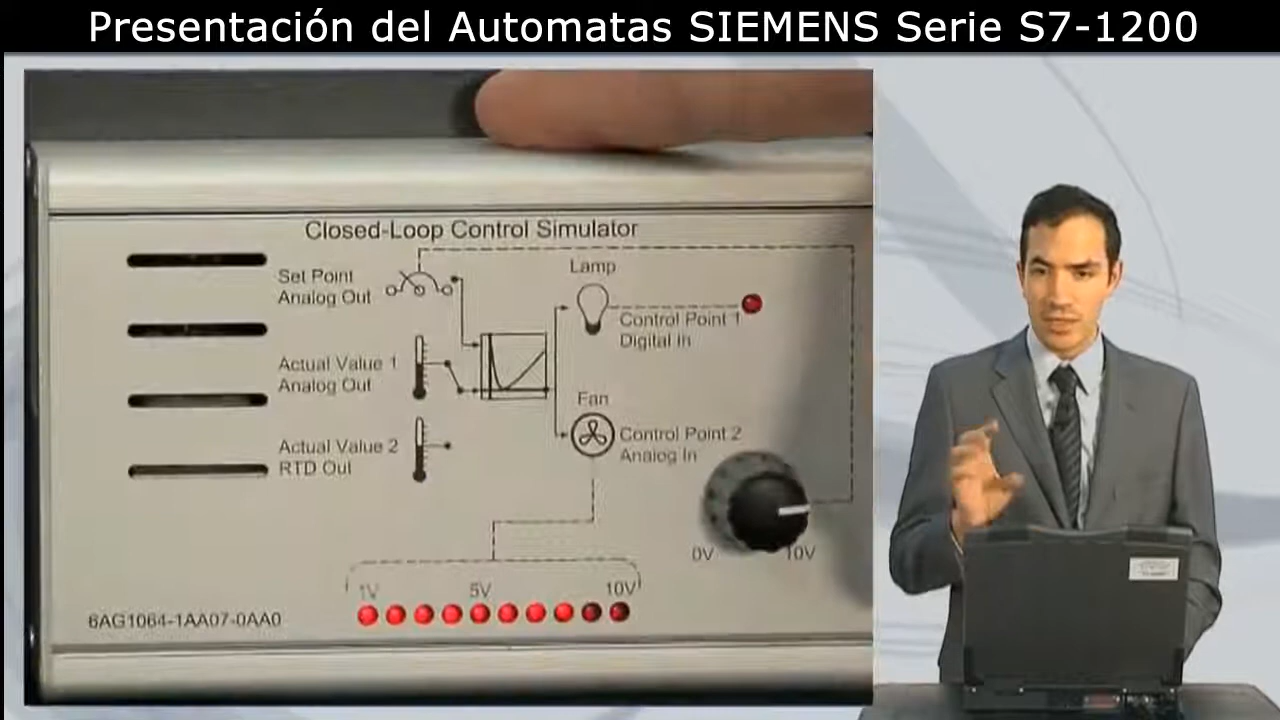 Presentación del Automatas SIEMENS Serie S7-1200
Closed-Loop Control Simulator
Set Point
Analog Out
Lamp
Control Point 1
Digital In
Actual Value 1
Analog Out
Fan
Control Point 2
Analog In
Actual Value 2
RTD Out
0V
10V
1V
5V
10V
6AG1064-1AA07-0AA0